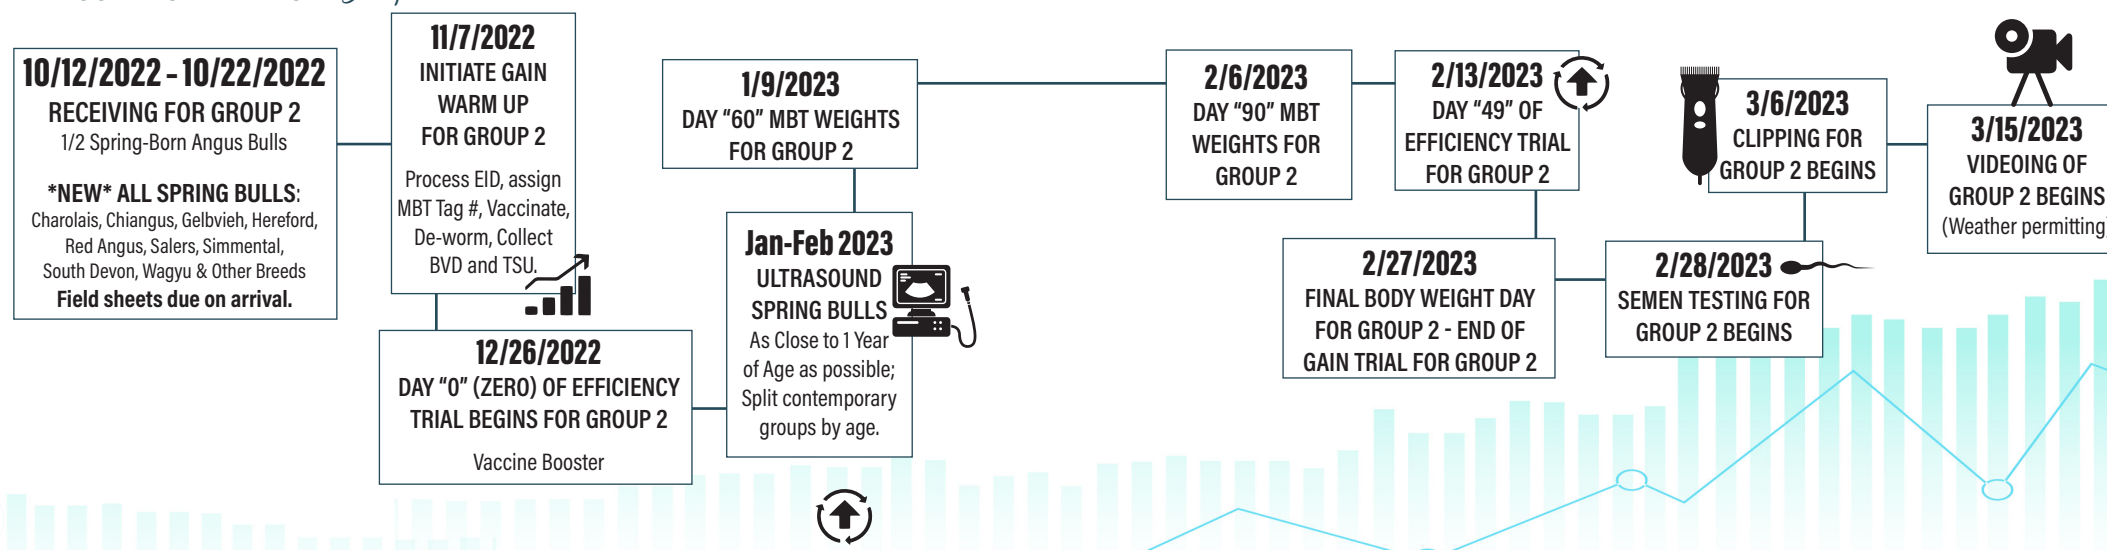 10/12/2022 – 10/22/2022
RECEIVING FOR GROUP 2
1/2 Spring-Born Angus Bulls
*NEW* ALL SPRING BULLS:
Charolais, Chiangus, Gelbvieh, Hereford,
Red Angus, Salers, Simmental,
South Devon, Wagyu & Other Breeds
Field sheets due on arrival.
11/7/2022
INITIATE GAIN
WARM UP
FOR GROUP 2
Process EID, assign
MBT Tag #, Vaccinate,
De-worm, Collect
BVD and TSU.
12/26/2022
DAY “0” (ZERO) OF EFFICIENCY
TRIAL BEGINS FOR GROUP 2
Vaccine Booster
Jan-Feb 2023
ULTRASOUND
SPRING BULLS
As Close to 1 Year
of Age as possible;
Split contemporary
groups by age.
1/9/2023
DAY “60” MBT WEIGHTS
FOR GROUP 2
2/6/2023
DAY “90” MBT
WEIGHTS FOR
GROUP 2
2/13/2023
DAY “49” OF
EFFICIENCY TRIAL
FOR GROUP 2
2/27/2023
FINAL BODY WEIGHT DAY
FOR GROUP 2 - END OF
GAIN TRIAL FOR GROUP 2
2/28/2023
SEMEN TESTING FOR
GROUP 2 BEGINS
3/6/2023
CLIPPING FOR
GROUP 2 BEGINS
3/15/2023
VIDEOING OF
GROUP 2 BEGINS
(Weather permitting)